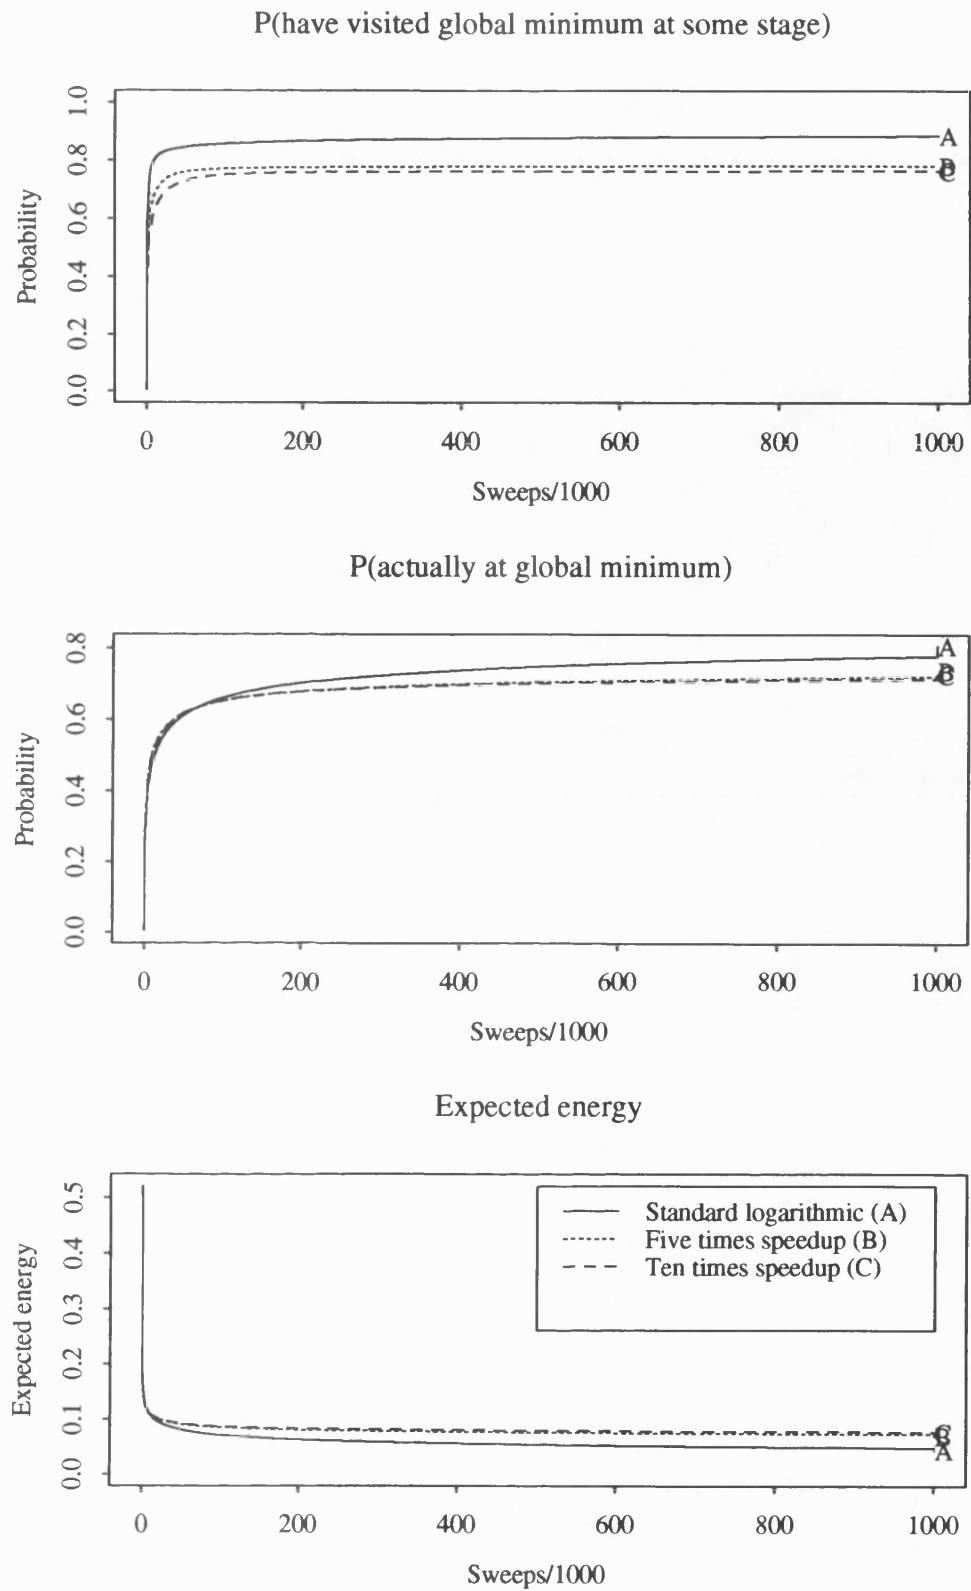 P(have visited global minimum at some stage)
Probability
1.0
0.8
0.6
0.4
0.2
0.0
A
B
C
0 200 400 600 800 1000
Sweeps/1000
P(actually at global minimum)
Probability
0.8
0.6
0.4
0.2
0.0
A
B
C
0 200 400 600 800 1000
Sweeps/1000
Expected energy
Expected energy
0.5
0.4
0.3
0.2
0.1
0.0
Standard logarithmic (A)
Five times speedup (B)
Ten times speedup (C)
C
B
A
0 200 400 600 800 1000
Sweeps/1000